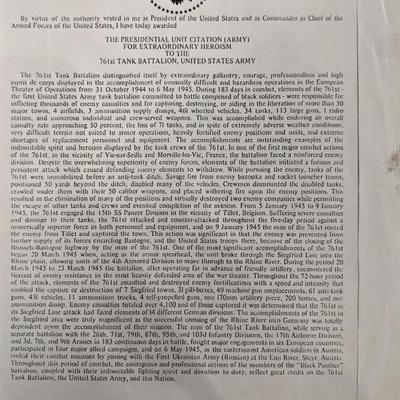 By virtue of the authority vested in me as President of the United States and as Commander in Chief of the
Armed Forces of the United States, I have today awarded
THE PRESIDENTIAL UNIT CITATION (ARMY)
FOR EXTRAORDINARY HEROISM
TO THE
761st TANK BATTALION, UNITED STATES ARMY
The 761st Tank Battalion distinguished itself by extraordinary gallantry, courage, professionalism and high
esprit de corps displayed in the accomplishment of unusually difficult and hazardous operations in the European
Theater of Operations from 31 October 1944 to 6 May 1945. During 183 days in combat, elements of the 761st -
the first United States Army tank battalion committed to battle comprised of black soldiers - were responsible for
inflicting thousands of enemy casualties and for capturing, destroying, or aiding in the liberation of more than 30
major towns, 4 airfields, 3 ammunition supply dumps, 461 wheeled vehicles, 34 tanks, 113 large guns, 1 radio
station, and numerous individual and crew-served weapons. This was accomplished while enduring an overall
casualty rate approaching 50 percent, the loss of 71 tanks, and in spite of extremely adverse weather conditions,
very difficult terrain not suited to armor operations, heavily fortified enemy positions and units, and extreme
shortages of replacement personnel and equipment. The accomplishments are outstanding examples of the
indomitable spirit and heroism displayed by the tank crews of the 761st. In one of the first major combat actions
of the 761st, in the vicinity of Vic-sur-Seille and Morville-les-Vic, France, the battalion faced a reinforced enemy
division. Despite the overwhelming superiority of enemy forces, elements of the battalion initiated a furious and
persistent attack which caused defending enemy elements to withdraw. While pursuing the enemy, tanks of the
761st were immobilized before an anti-tank ditch. Savage fire from enemy bazooka and rocket launcher teams,
positioned 50 yards beyond the ditch, disabled many of the vehicles. Crewmen dismounted the disabled tanks,
crawled under them with their 50 caliber weapons, and placed withering fire upon the enemy positions. This
resulted in the elimination of many of the positions and virtually destroyed two enemy companies while permitting
the escape of other tanks and crews and eventual completion of the mission. From 5 January 1945 to 9 January
1945, the 761st engaged the 15th SS Panzer Division in the vicinity of Tillet, Belgium. Suffering severe casualties
and damage to their tanks, the 761st attacked and counter-attacked throughout the five-day period against a
numerically superior force in both personnel and equipment, and on 9 January 1945 the men of the 761st routed
the enemy from Tillet and captured the town. This action was significant in that the enemy was prevented from
further supply of its forces encircling Bastogne, and the United States troops there, because of the closing of the
Brussels-Bastogne highway by the men of the 761st. One of the most significant accomplishments of the 761st
began 20 March 1945 when, acting as the armor spearhead, the unit broke through the Siegfried Line into the
Rhine plain, allowing units of the 4th Armored Division to move through to the Rhine River. During the period 20
March 1945 to 23 March 1945 the battalion, after operating far in advance of friendly artillery, encountered the
fiercest of enemy resistance in the most heavily defended area of the war theater. Throughout the 72-hour period
of the attack, elements of the 761st assaulted and destroyed enemy fortifications with a speed and intensity that
enabled the capture or destruction of 7 Siegfried towns, 31 pill-boxes, 49 machine gun emplacements, 61 anti-tank
guns, 451 vehicles, 11 ammunition trucks, 4 self-propelled guns, one 170mm artillery piece, 200 horses, and one
ammunition dump. Enemy casualties totaled over 4,100 and of those captured it was determined that the 761st in
its Siegfried Line attack had faced elements of 14 different German divisions. The accomplishments of the 761st in
the Siegfried area were truly magnificent as the successful crossing of the Rhine River into Germany was totally
dependent upon the accomplishment of their mission. The men of the 761st Tank Battalion, while serving as a
separate battalion with the 26th, 71st, 79th, 87th, 95th, and 103d Infantry Divisions, the 17th Airborne Division,
and 3d, 7th, and 9th Armies in 183 continuous days in battle, fought major engagements in six European countries,
participated in four major allied campaigns, and on 6 May 1945, as the easternmost American soldiers in Austria,
ended their combat missions by joining with the First Ukrainian Army (Russian) at the Enn River, Steyr, Austria.
Throughout this period of combat, the courageous and professional actions of the members of the "Black Panther"
battalion, coupled with their indomitable fighting spirit and devotion to duty, reflect great credit on the 761st
Tank Battalion, the United States Army, and this Nation.